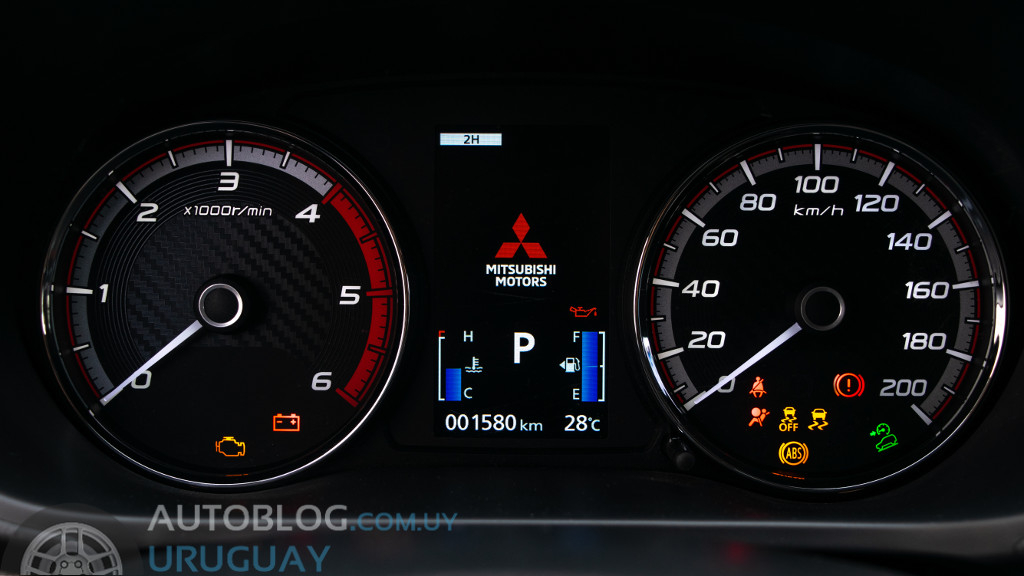 2H
x1000r/min
0
1
2
3
4
5
6
MITSUBISHI
MOTORS
H
C
P
F
E
001580 km
28°C
km/h
0
20
40
60
80
100
120
140
160
180
200
OFF
ABS
AUTOBLOG.COM.UY
URUGUAY